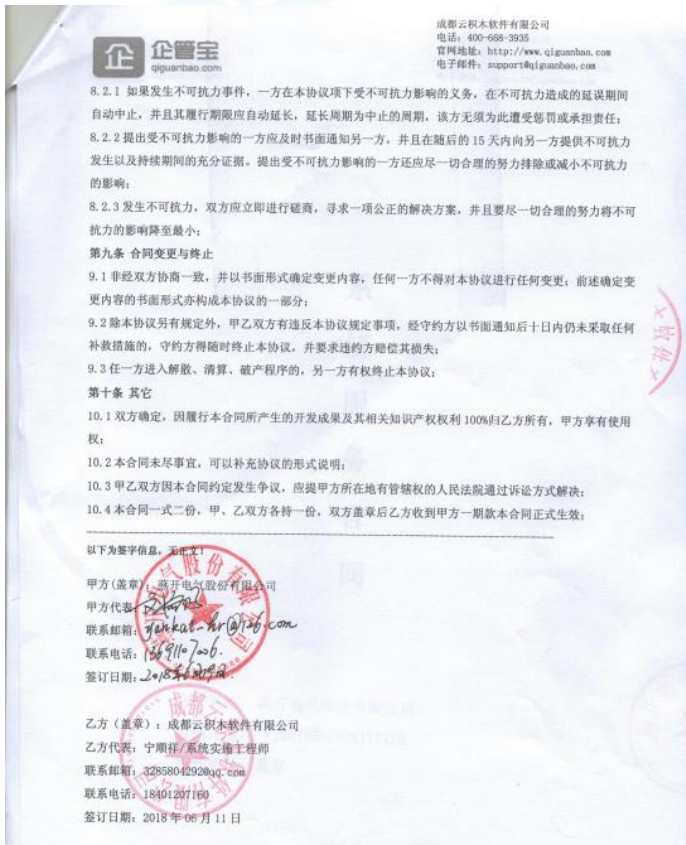 企 企管宝
qiguanbao.com
成都云积木软件有限公司
电话：400-668-3935
官网地址：http://www.qiguanbao.com
电子邮件：support@qiguanbao.com
8.2.1 如果发生不可抗力事件，一方在本协议项下受不可抗力影响的义务，在不可抗力造成的延误期间
自动中止，并且其履行期限应自动延长，延长周期为中止的周期，该方无须为此遭受惩罚或承担责任；
8.2.2 提出受不可抗力影响的一方应及时书面通知另一方，并且在随后的 15 天内向另一方提供不可抗力
发生以及持续期间的充分证据。提出受不可抗力影响的一方还应尽一切合理的努力排除或减小不可抗力
的影响；
8.2.3 发生不可抗力，双方应立即进行磋商，寻求一项公正的解决方案，并且要尽一切合理的努力将不可
抗力的影响降至最小；
第九条 合同变更与终止
9.1 非经双方协商一致，并以书面形式确定变更内容，任何一方不得对本协议进行任何变更；前述确定变
更内容的书面形式亦构成本协议的一部分；
9.2 除本协议另有规定外，甲乙双方有违反本协议规定事项，经守约方以书面通知后十日内仍未采取任何
补救措施的，守约方得随时终止本协议，并要求违约方赔偿其损失；
9.3 任一方进入解散、清算、破产程序的，另一方有权终止本协议；
第十条 其它
10.1 双方确定，因履行本合同所产生的开发成果及其相关知识产权权利 100%归乙方所有，甲方享有使用
权；
10.2 本合同未尽事宜，可以补充协议的形式说明；
10.3 甲乙双方因本合同约定发生争议，应提甲方所在地有管辖权的人民法院通过诉讼方式解决；
10.4 本合同一式二份，甲、乙双方各持一份，双方盖章后乙方收到甲方一期款本合同正式生效；
以下为签字信息，无正文！
甲方（盖章）：燕开电气股份有限公司
甲方代表
联系邮箱：yankai-hr@126.com
联系电话：13691107006.
签订日期：2018年6月19日
乙方（盖章）：成都云积木软件有限公司
乙方代表：宁顺祥/系统实施工程师
联系邮箱：3285804292@qq.com
联系电话：18401207160
签订日期：2018 年 06 月 11 日